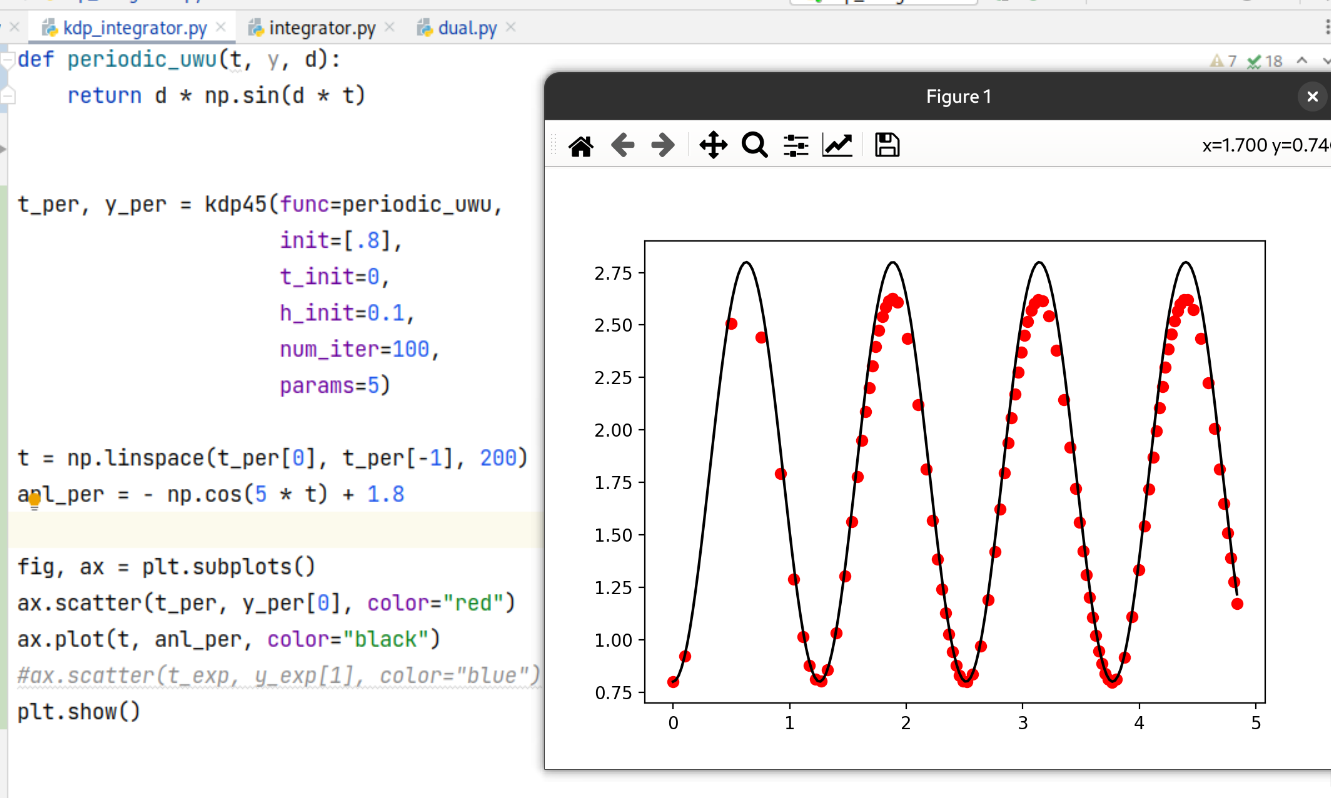 kdp_integrator.py
integrator.py
dual.py
def periodic_uwu(t, y, d):
7
18
return d * np.sin(d * t)
t_per, y_per = kdp45(func=periodic_uwu,
init=[.8],
t_init=0,
h_init=0.1,
num_iter=100,
params=5)
t = np.linspace(t_per[0], t_per[-1], 200)
anl_per = - np.cos(5 * t) + 1.8
fig, ax = plt.subplots()
ax.scatter(t_per, y_per[0], color="red")
ax.plot(t, anl_per, color="black")
#ax.scatter(t_exp, y_exp[1], color="blue")
plt.show()
Figure 1
x=1.700 y=0.74
2.75
2.50
2.25
2.00
1.75
1.50
1.25
1.00
0.75
0
1
2
3
4
5